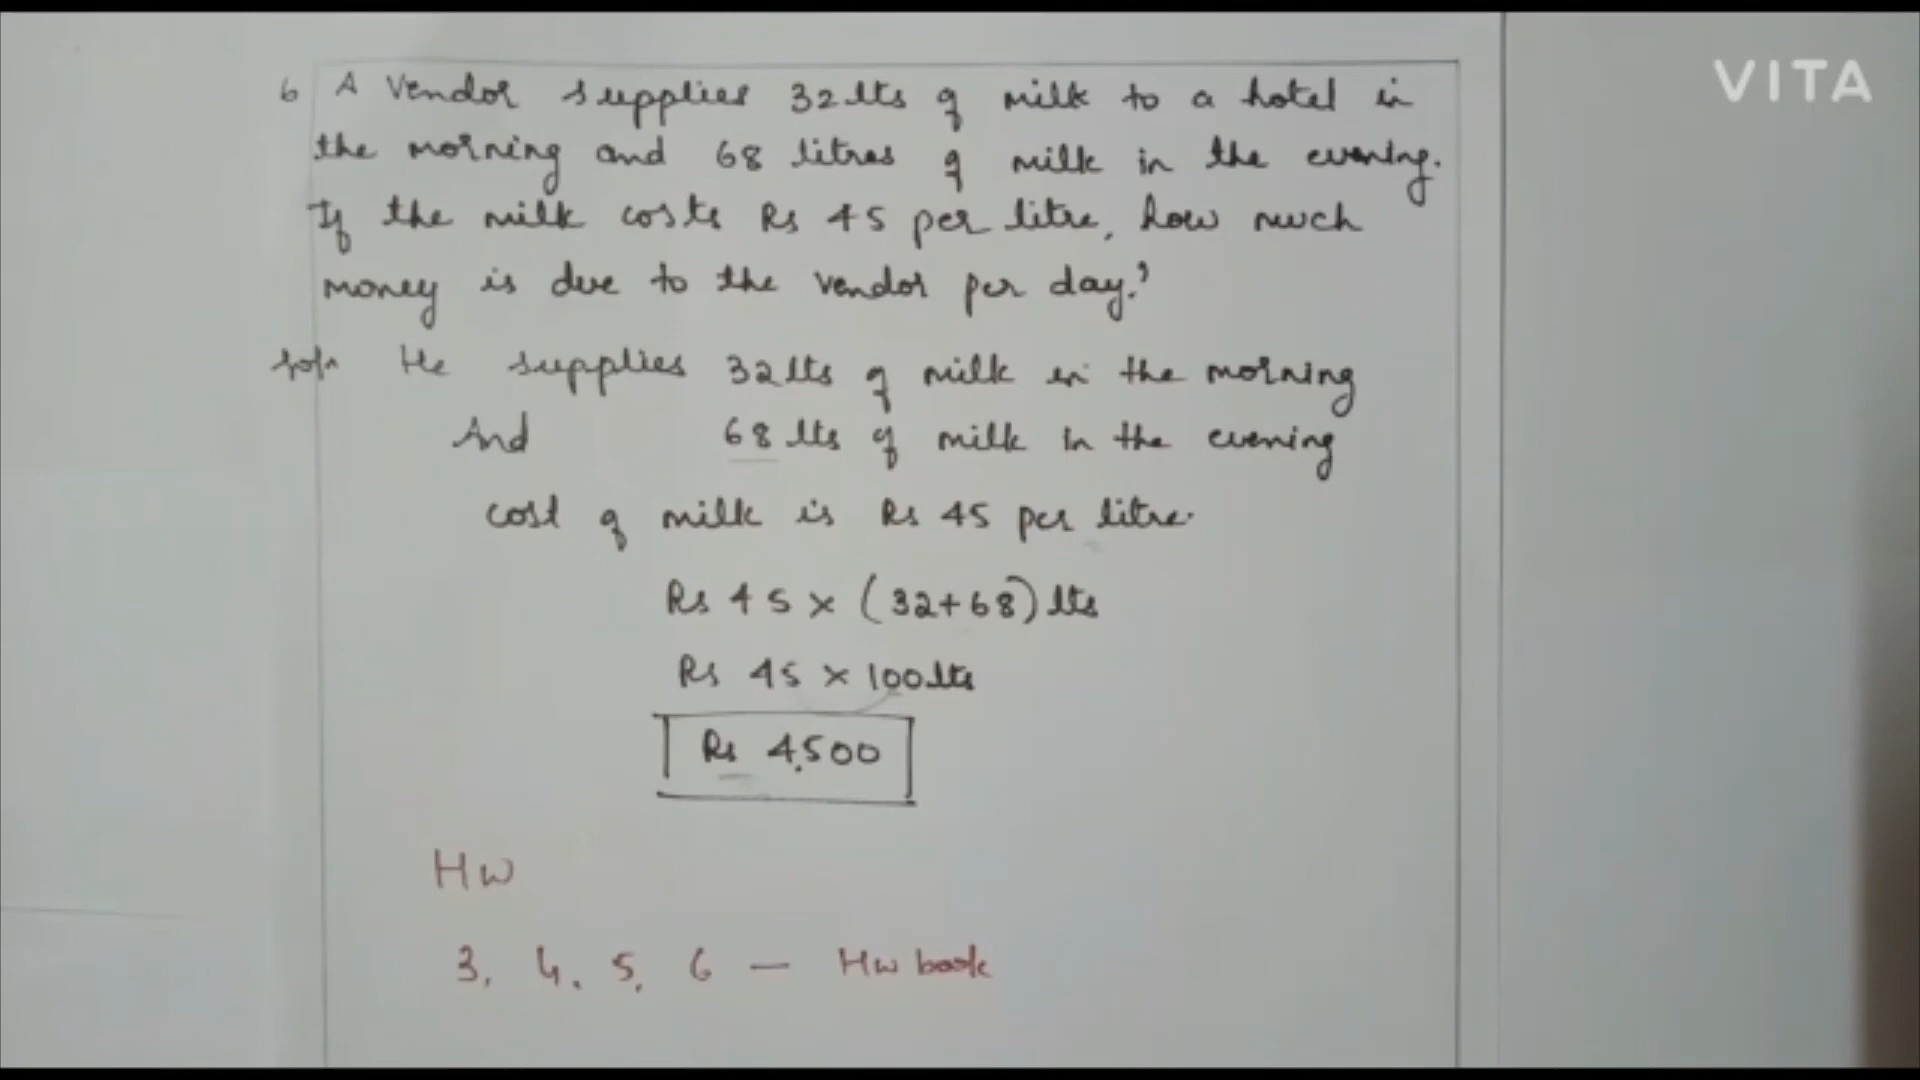 VITA
6 A Vendor supplies 32 lts of milk to a hotel in
the morning and 68 litres of milk in the evening.
If the milk costs Rs 45 per litre, how much
money is due to the vendor per day?
Soln He supplies 32 lts of milk in the morning
And 68 lts of milk in the evening
cost of milk is Rs 45 per litre.
Rs 45 × (32+68) lts
Rs 45 × 100 lts
Rs 4,500
HW
3, 4, 5, 6 — HW book